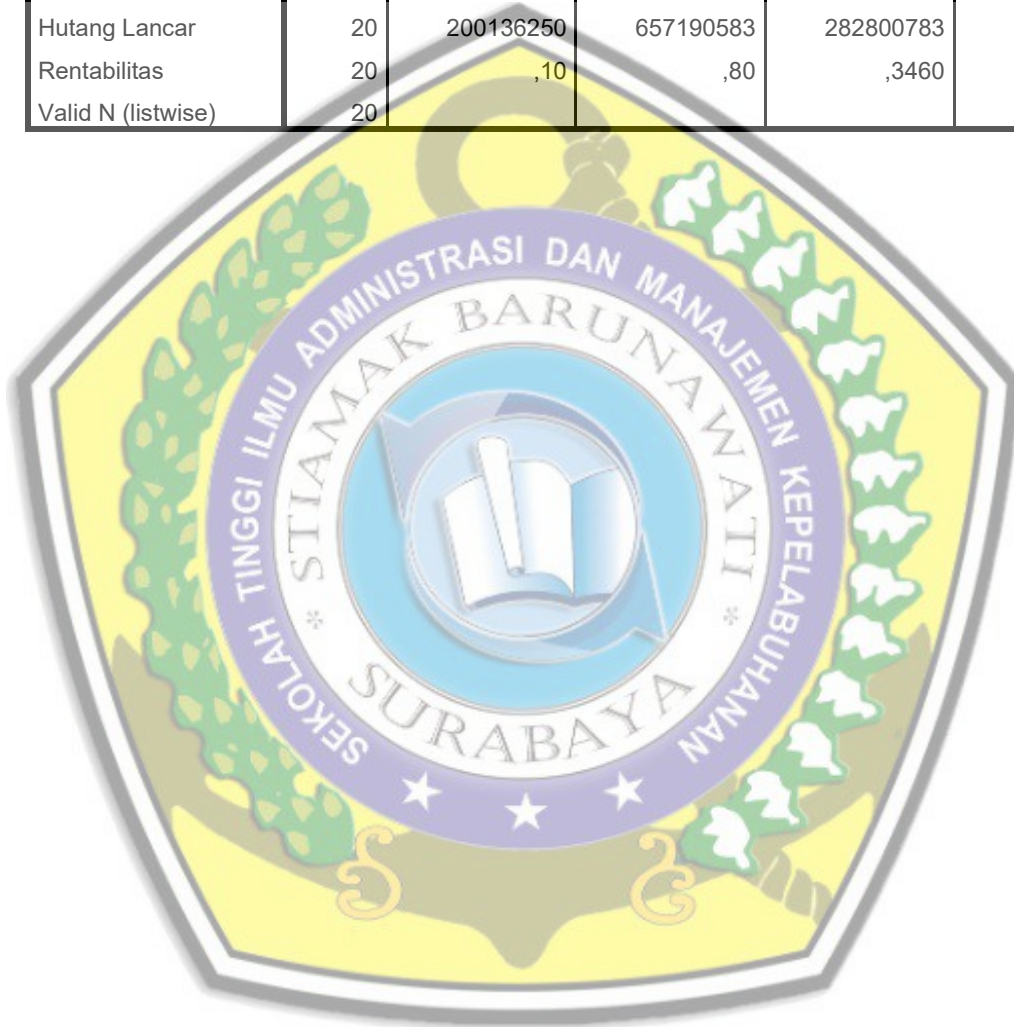 Hutang Lancar 20 200136250 657190583 282800783
Rentabilitas 20 ,10 ,80 ,3460
Valid N (listwise) 20
SEKOLAH TINGGI ILMU ADMINISTRASI DAN MANAJEMEN KEPELABUHANAN
STIAMAK BARUNAWATI
* SURABAYA *